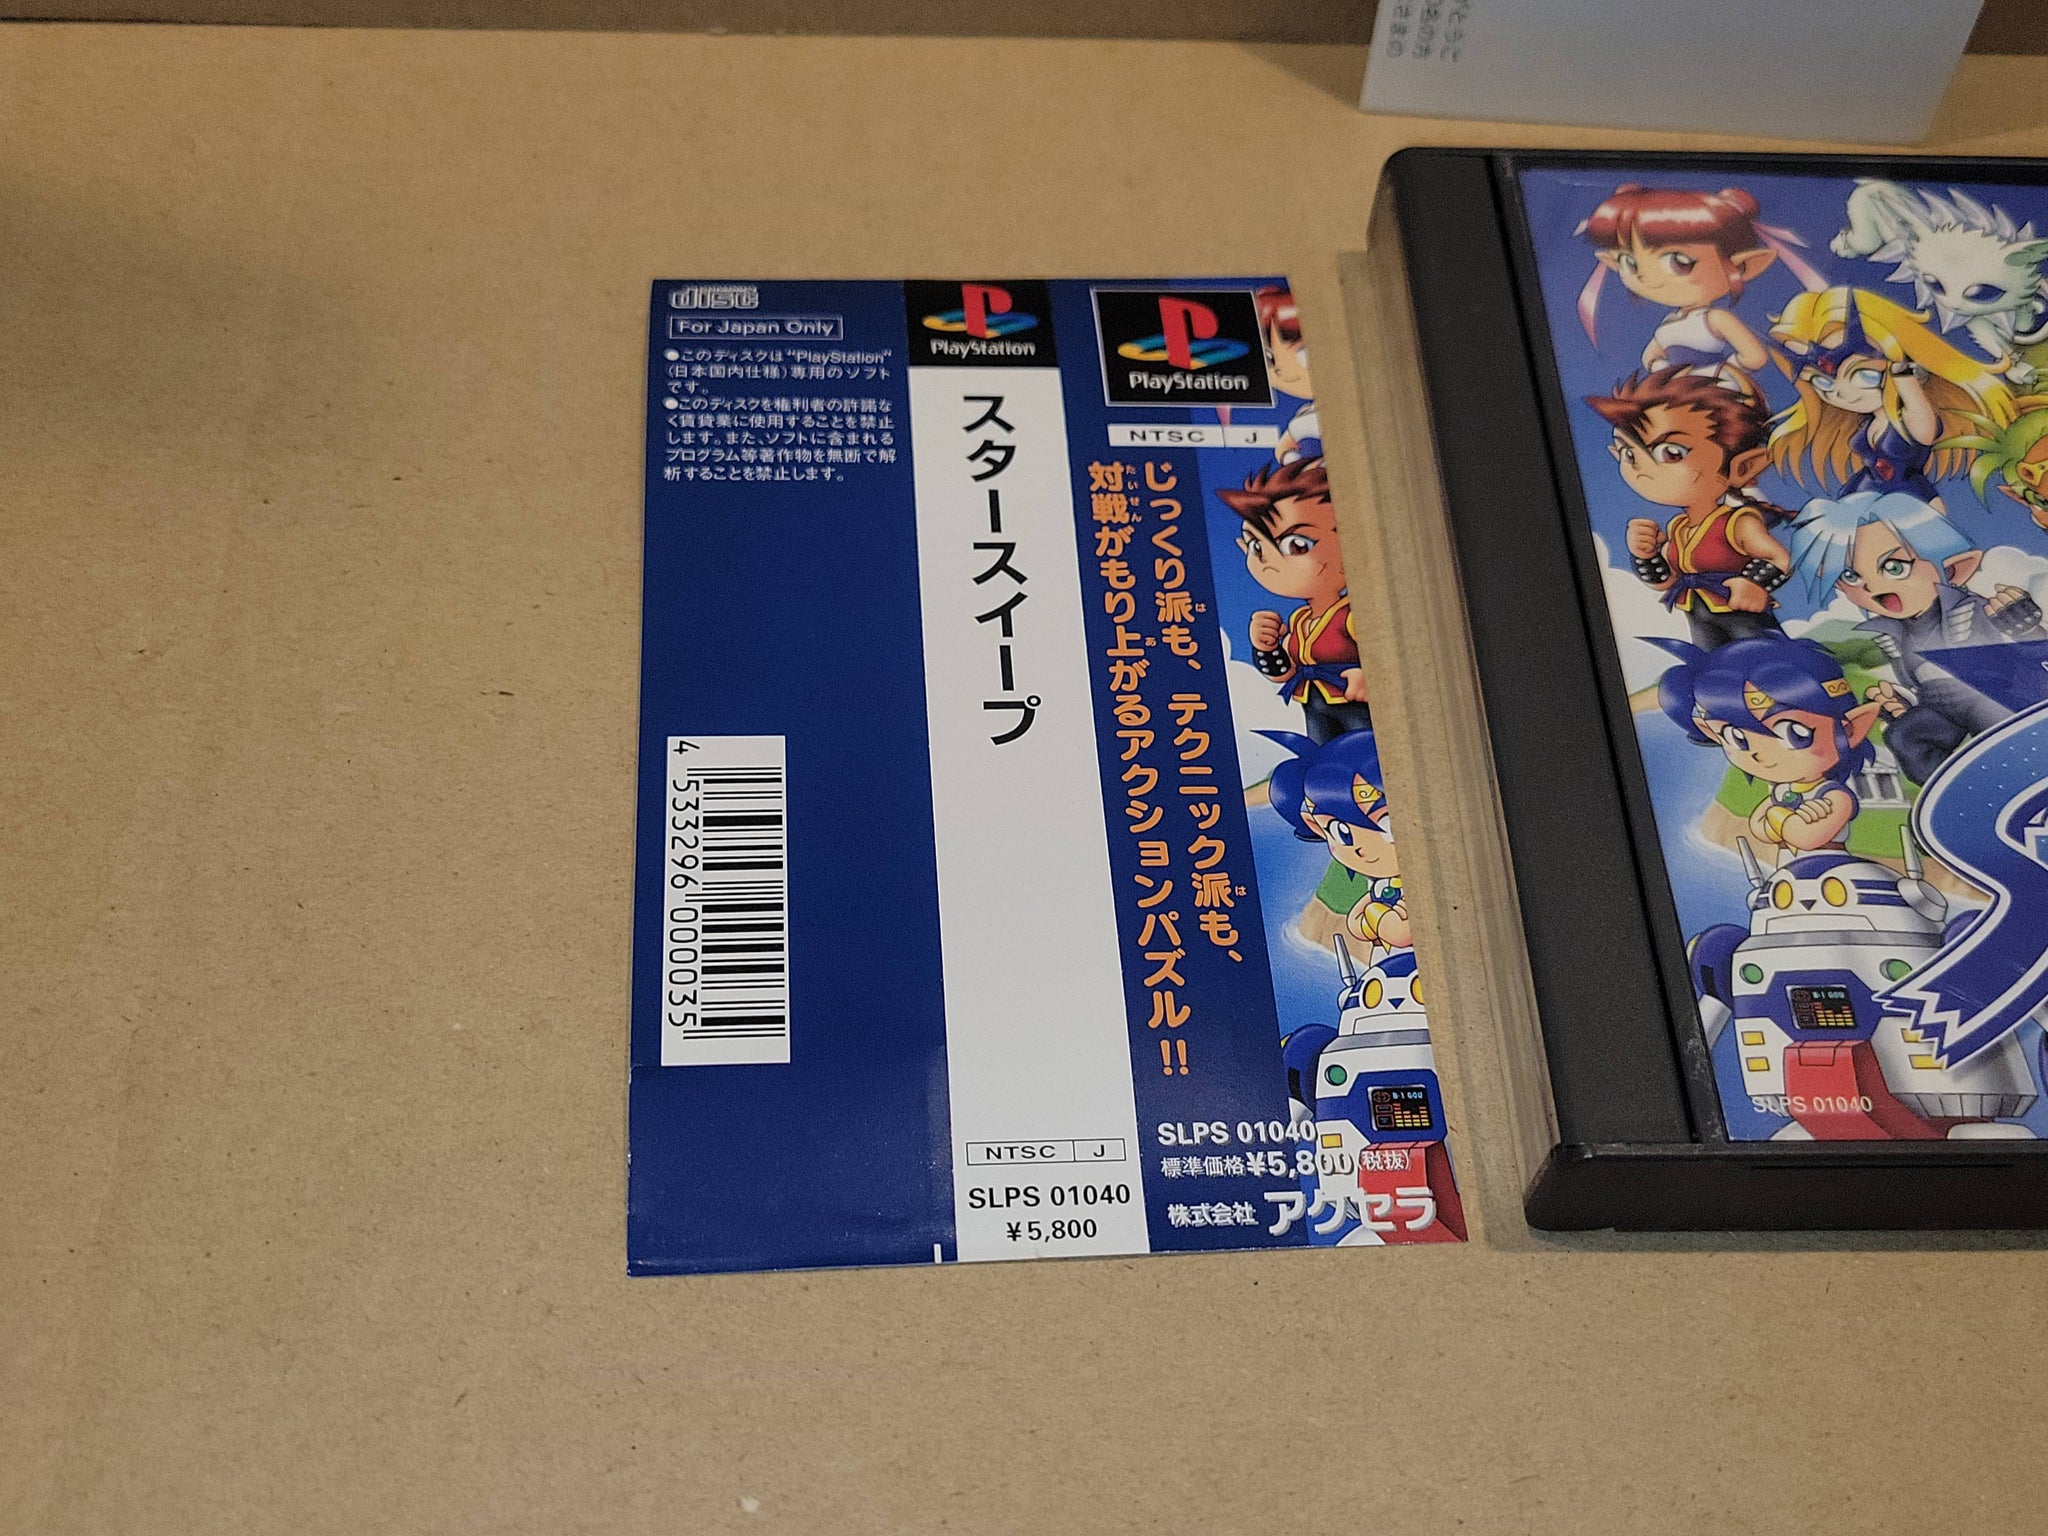 disc
For Japan Only
●このディスクは"PlayStation"
(日本国内仕様)専用のソフト
です。
●このディスクを権利者の許諾な
く賃貸業に使用することを禁止
します。また、ソフトに含まれる
プログラム等著作物を無断で解
析することを禁止します。
4 533296 000035
PlayStation
スタースイープ
NTSC J
SLPS 01040
¥5,800
PlayStation
NTSC J
じっくり派も、テクニック派も、
対戦がもり上がるアクションパズル!!
SLPS 01040
標準価格¥5,800(税抜)
株式会社 アクセラ
SLPS 01040